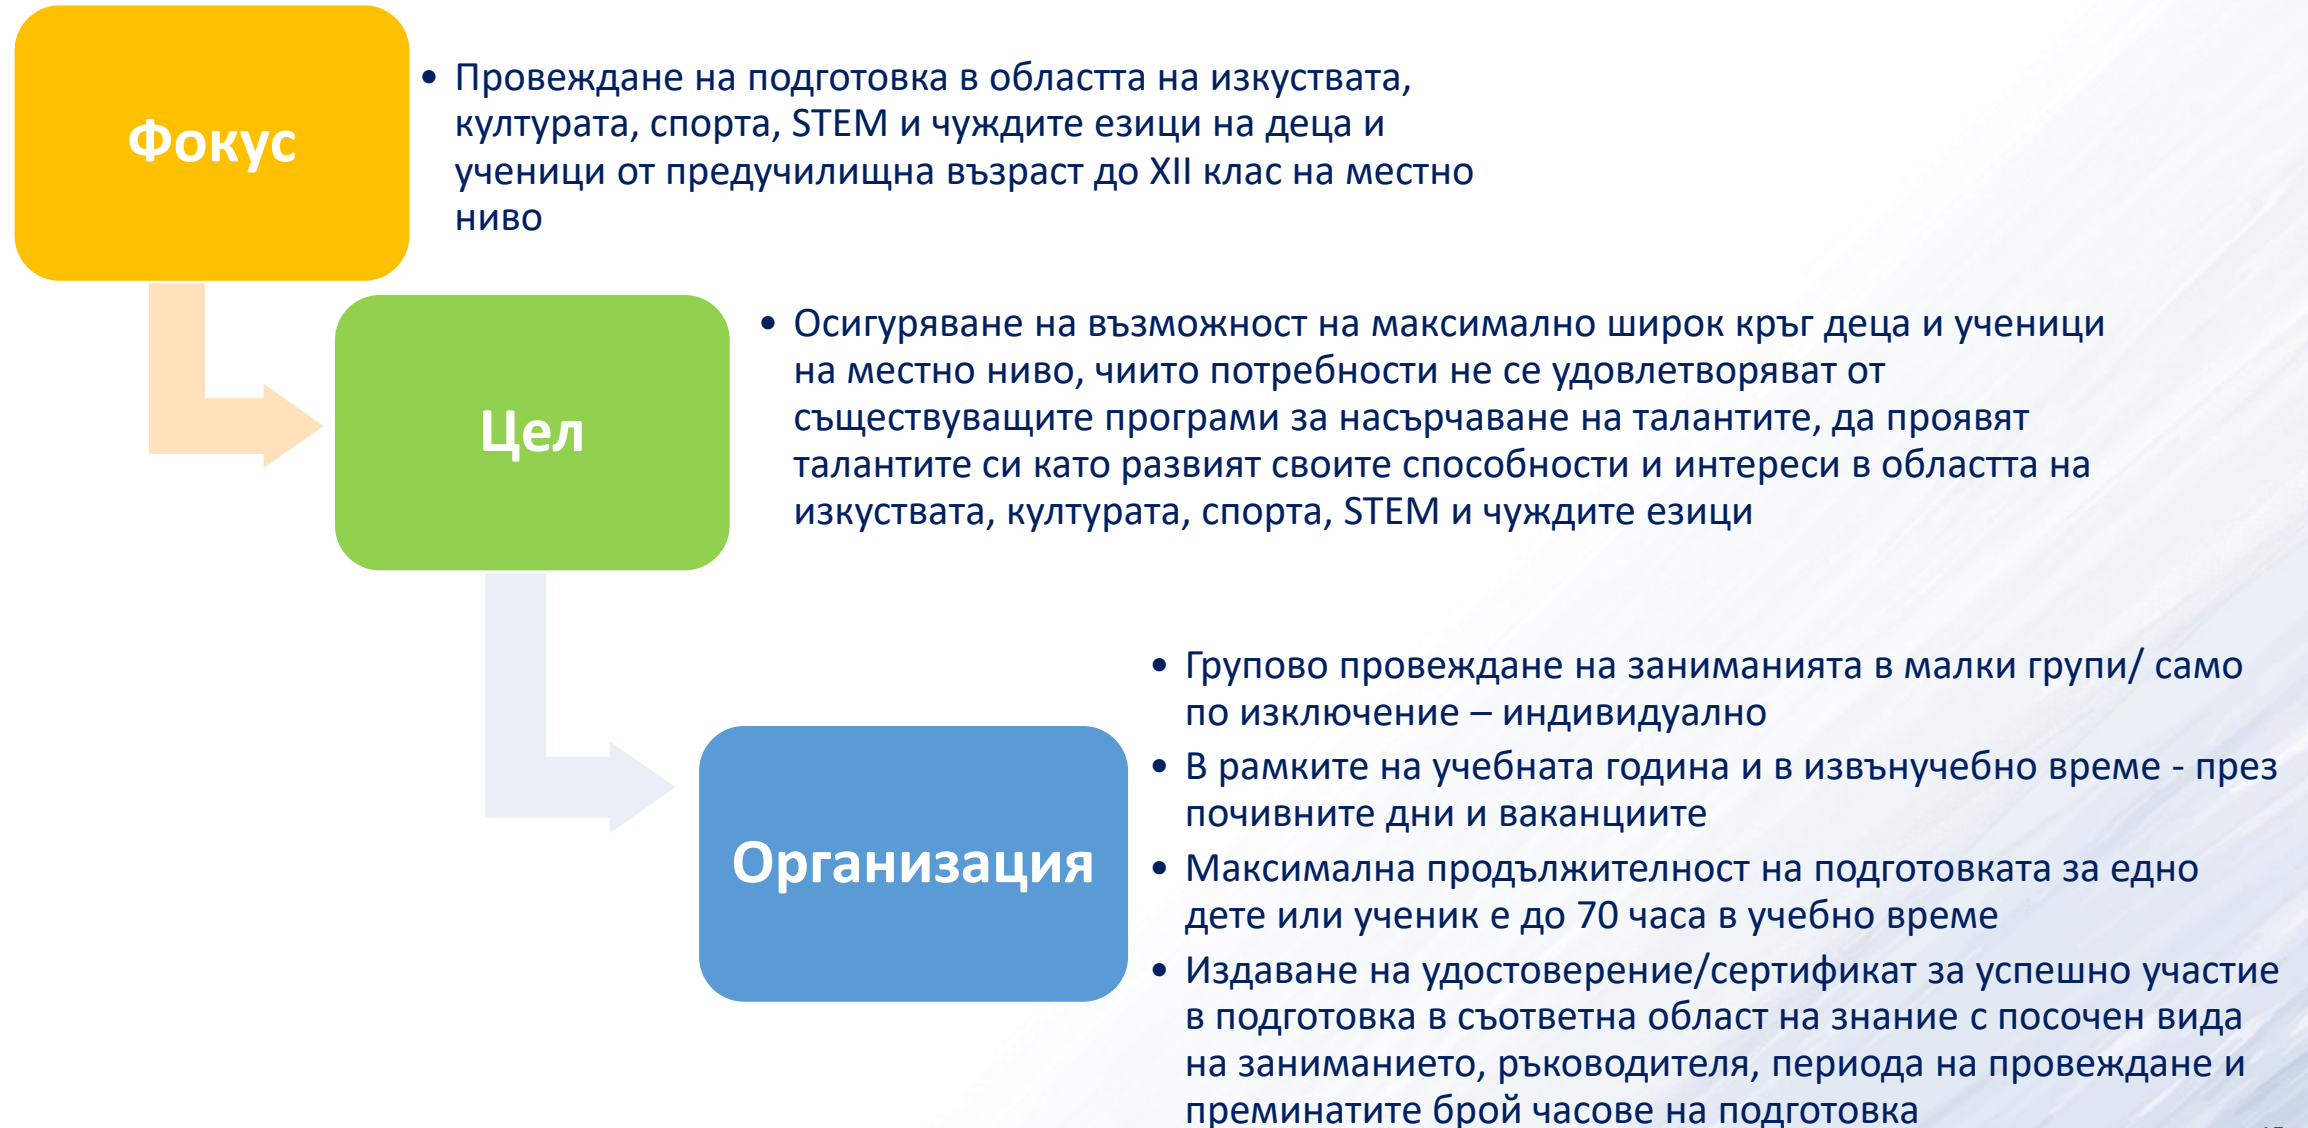 Фокус
• Провеждане на подготовка в областта на изкуствата,
културата, спорта, STEM и чуждите езици на деца и
ученици от предучилищна възраст до XII клас на местно
ниво
Цел
• Осигуряване на възможност на максимално широк кръг деца и ученици
на местно ниво, чиито потребности не се удовлетворяват от
съществуващите програми за насърчаване на талантите, да проявят
талантите си като развият своите способности и интереси в областта на
изкуствата, културата, спорта, STEM и чуждите езици
Организация
• Групово провеждане на заниманията в малки групи/ само
по изключение – индивидуално
• В рамките на учебната година и в извънучебно време - през
почивните дни и ваканциите
• Максимална продължителност на подготовката за едно
дете или ученик е до 70 часа в учебно време
• Издаване на удостоверение/сертификат за успешно участие
в подготовка в съответна област на знание с посочен вида
на заниманието, ръководителя, периода на провеждане и
преминатите брой часове на подготовка